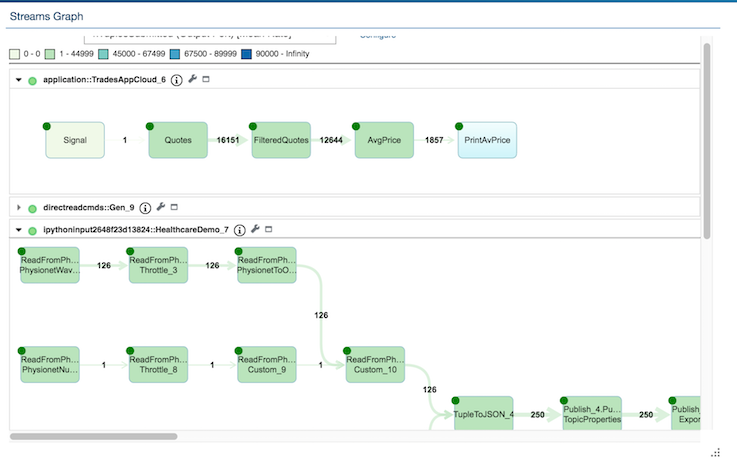 Streams Graph
0 - 0 1 - 44999 45000 - 67499 67500 - 89999 90000 - Infinity
application::TradesAppCloud_6
Signal 1 Quotes 16151 FilteredQuotes 12644 AvgPrice 1857 PrintAvPrice
directreadcmds::Gen_9
ipythoninput2648f23d13824::HealthcareDemo_7
ReadFromPh... ReadFromPh... ReadFromPh...
PhysionetWav... 126 Throttle_3 126 PhysionetToO...
126
ReadFromPh... ReadFromPh... ReadFromPh... ReadFromPh...
PhysionetNu... 1 Throttle_8 1 Custom_9 1 Custom_10
126
TupleToJSON_4 250 Publish_4.Pu... 250 Publish_
TopicProperties Expor